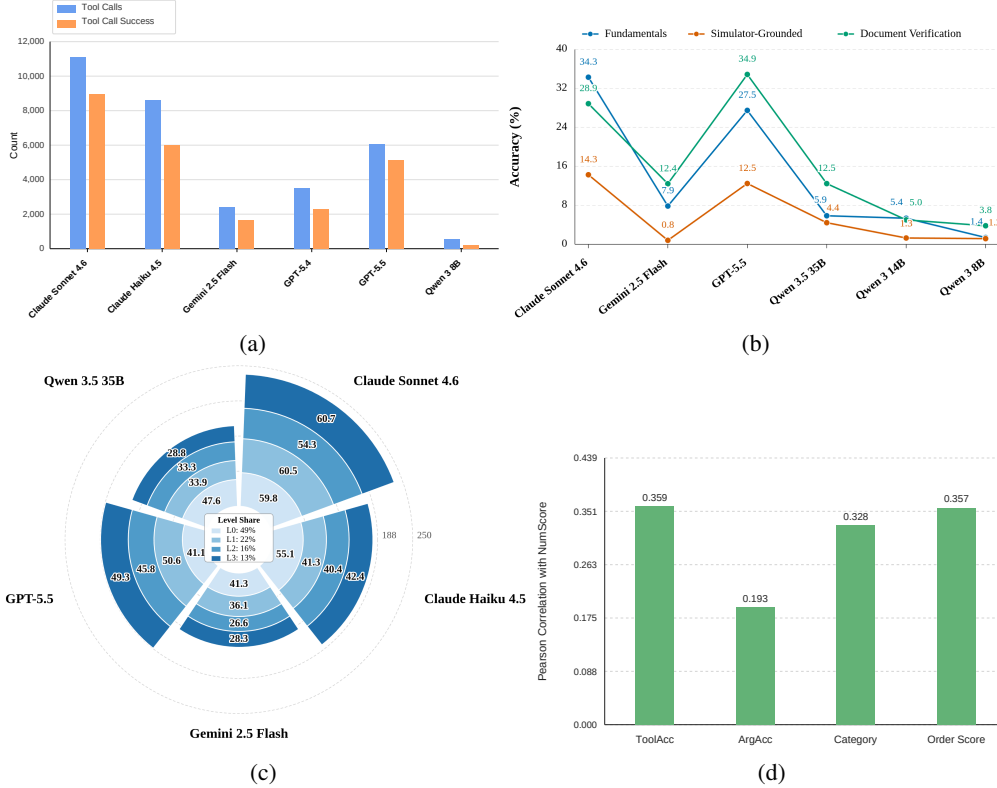 Tool Calls
Tool Call Success
12,000
10,000
8,000
6,000
4,000
2,000
0
Count
Claude Sonnet 4.6
Claude Haiku 4.5
Gemini 2.5 Flash
GPT-5.4
GPT-5.5
Qwen 3 8B
(a)
Fundamentals
Simulator-Grounded
Document Verification
40
32
24
16
8
0
Accuracy (%)
34.3
28.9
14.3
12.4
7.9
0.8
34.9
27.5
12.5
12.5
5.9
4.4
5.4
5.0
1.3
3.8
1.4
Claude Sonnet 4.6
Gemini 2.5 Flash
GPT-5.5
Qwen 3.5 35B
Qwen 3 14B
Qwen 3 8B
(b)
Qwen 3.5 35B
Claude Sonnet 4.6
28.8
33.3
33.9
47.6
60.7
54.3
60.5
59.8
Level Share
L0: 49%
L1: 22%
L2: 16%
L3: 13%
49.3
45.8
50.6
41.1
55.1
41.3
40.4
42.4
188
250
41.3
36.1
26.6
28.3
GPT-5.5
Claude Haiku 4.5
Gemini 2.5 Flash
(c)
0.439
0.351
0.263
0.175
0.088
0.000
Pearson Correlation with NumScore
0.359
0.193
0.328
0.357
ToolAcc
ArgAcc
Category
Order Score
(d)